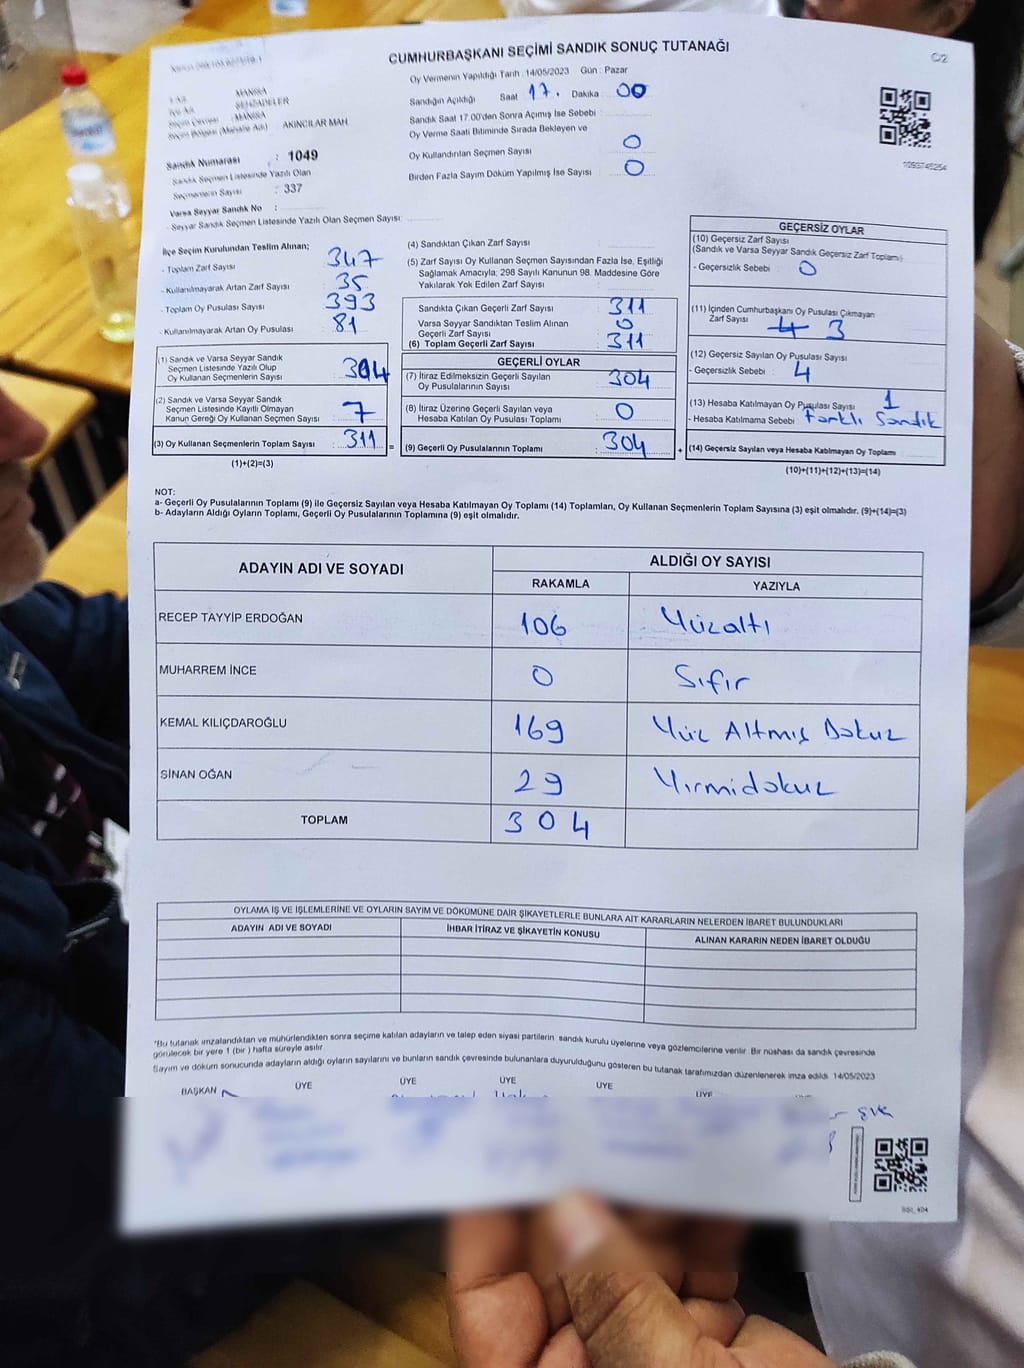 CUMHURBAŞKANI SEÇİMİ SANDIK SONUÇ TUTANAĞI
C2
Oy Vermenin Yapıldığı Tarih : 14/05/2023 Gün : Pazar
Sandığın Açıldığı Saat 17. Dakika 00
Sandık Saat 17.00'den Sonra Açımış İse Sebebi :
Oy Verme Saati Bitiminde Sırada Bekleyen ve
Oy Kullandırılan Seçmen Sayısı 0
Birden Fazla Sayım Döküm Yapılmış İse Sayısı : 0
MANİSA
ŞEHZADELER
: MANİSA
Seçim Bölgesi (Mahalle Adı) : AKINCILAR MAH.
Sandık Numarası : 1049
Sandık Seçmen Listesinde Yazılı Olan
Seçmenlerin Sayısı : 337
Varsa Seyyar Sandık No :
- Seyyar Sandık Seçmen Listesinde Yazılı Olan Seçmen Sayısı:
1093746254
İlçe Seçim Kurulundan Teslim Alınan;
- Toplam Zarf Sayısı 347
- Kullanılmayarak Artan Zarf Sayısı 35
- Toplam Oy Pusulası Sayısı 393
- Kullanılmayarak Artan Oy Pusulası 81
(1) Sandık ve Varsa Seyyar Sandık
Seçmen Listesinde Yazılı Olup
Oy Kullanan Seçmenlerin Sayısı 304
(2) Sandık ve Varsa Seyyar Sandık
Seçmen Listesinde Kayıtlı Olmayan
Kanun Gereği Oy Kullanan Seçmen Sayısı : 7
(3) Oy Kullanan Seçmenlerin Toplam Sayısı : 311 =
(1)+(2)=(3)
(4) Sandıktan Çıkan Zarf Sayısı :
(5) Zarf Sayısı Oy Kullanan Seçmen Sayısından Fazla İse, Eşitliği
Sağlamak Amacıyla; 298 Sayılı Kanunun 98. Maddesine Göre
Yakılarak Yok Edilen Zarf Sayısı :
Sandıkta Çıkan Geçerli Zarf Sayısı : 311
Varsa Seyyar Sandıktan Teslim Alınan
Geçerli Zarf Sayısı : 0
(6) Toplam Geçerli Zarf Sayısı : 311
GEÇERLİ OYLAR
(7) İtiraz Edilmeksizin Geçerli Sayılan
Oy Pusulalarının Sayısı : 304
(8) İtiraz Üzerine Geçerli Sayılan veya
Hesaba Katılan Oy Pusulası Toplamı : 0
(9) Geçerli Oy Pusulalarının Toplamı : 304 +
GEÇERSİZ OYLAR
(10) Geçersiz Zarf Sayısı
(Sandık ve Varsa Seyyar Sandık Geçersiz Zarf Toplamı)
- Geçersizlik Sebebi : 0
(11) İçinden Cumhurbaşkanı Oy Pusulası Çıkmayan
Zarf Sayısı : 4 3
(12) Geçersiz Sayılan Oy Pusulası Sayısı
- Geçersizlik Sebebi : 4
(13) Hesaba Katılmayan Oy Pusulası Sayısı : 1
- Hesaba Katılmama Sebebi : farklı Sandık
(14) Geçersiz Sayılan veya Hesaba Katılmayan Oy Toplamı :
(10)+(11)+(12)+(13)=(14)
NOT:
a- Geçerli Oy Pusulalarının Toplamı (9) ile Geçersiz Sayılan veya Hesaba Katılmayan Oy Toplamı (14) Toplamları, Oy Kullanan Seçmenlerin Toplam Sayısına (3) eşit olmalıdır. (9)+(14)=(3)
b- Adayların Aldığı Oyların Toplamı, Geçerli Oy Pusulalarının Toplamına (9) eşit olmalıdır.
ADAYIN ADI VE SOYADI
ALDIĞI OY SAYISI
RAKAMLA YAZIYLA
RECEP TAYYİP ERDOĞAN 106 Yüzaltı
MUHARREM İNCE 0 Sıfır
KEMAL KILIÇDAROĞLU 169 Yüz Altmış Dokuz
SİNAN OĞAN 29 Yirmidokuz
TOPLAM 304
OYLAMA İŞ VE İŞLEMLERİNE VE OYLARIN SAYIM VE DÖKÜMÜNE DAİR ŞİKAYETLERLE BUNLARA AİT KARARLARIN NELERDEN İBARET BULUNDUKLARI
ADAYIN ADI VE SOYADI İHBAR İTİRAZ VE ŞİKAYETİN KONUSU ALINAN KARARIN NEDEN İBARET OLDUĞU
*Bu tutanak imzalandıktan ve mühürlendikten sonra seçime katılan adayların ve talep eden siyasi partilerin sandık kurulu üyelerine veya gözlemcilerine verilir. Bir nüshası da sandık çevresinde
görülecek bir yere 1 (bir ) hafta süreyle asılır.
Sayım ve döküm sonucunda adayların aldığı oyların sayılarını ve bunların sandık çevresinde bulunanlara duyurulduğunu gösteren bu tutanak tarafımızdan düzenlenerek imza edildi. 14/05/2023
BAŞKAN ÜYE ÜYE ÜYE ÜYE ÜYE